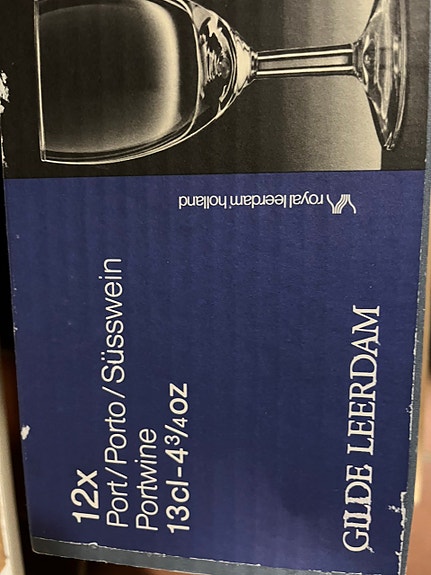 royal leerdam holland
12x
Port/Porto/Süsswein
Portwine
13cl-4¾oz
GILDE LEERDAM